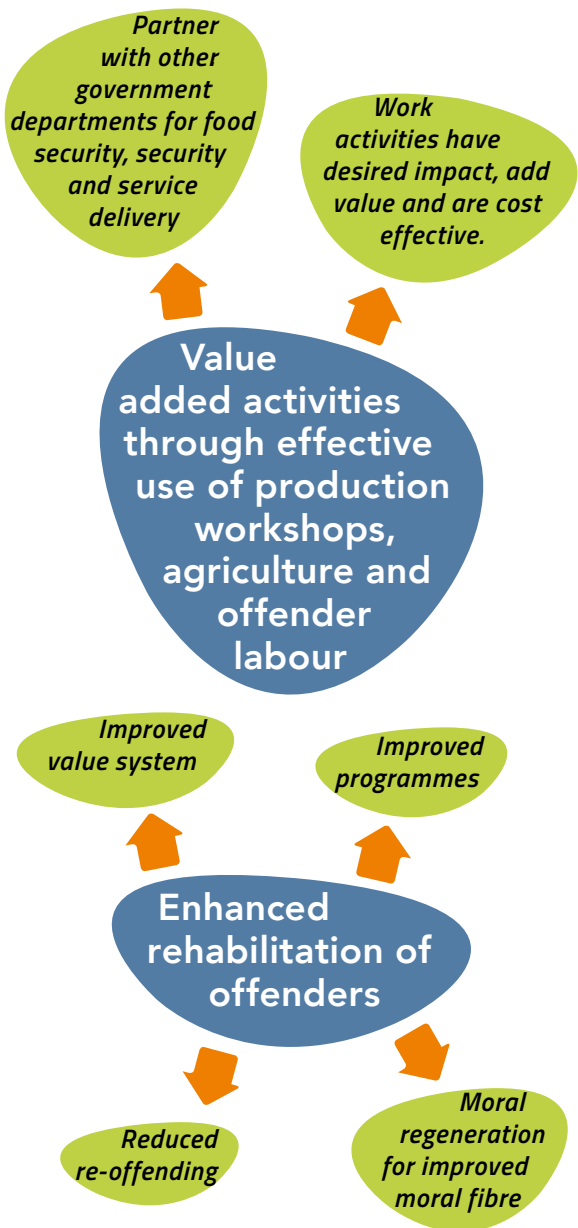 Partner
with other
government
departments for food
security, security
and service
delivery
Work
activities have
desired impact, add
value and are cost
effective.
Value
added activities
through effective
use of production
workshops,
agriculture and
offender
labour
Improved
value system
Improved
programmes
Enhanced
rehabilitation of
offenders
Reduced
re-offending
Moral
regeneration
for improved
moral fibre